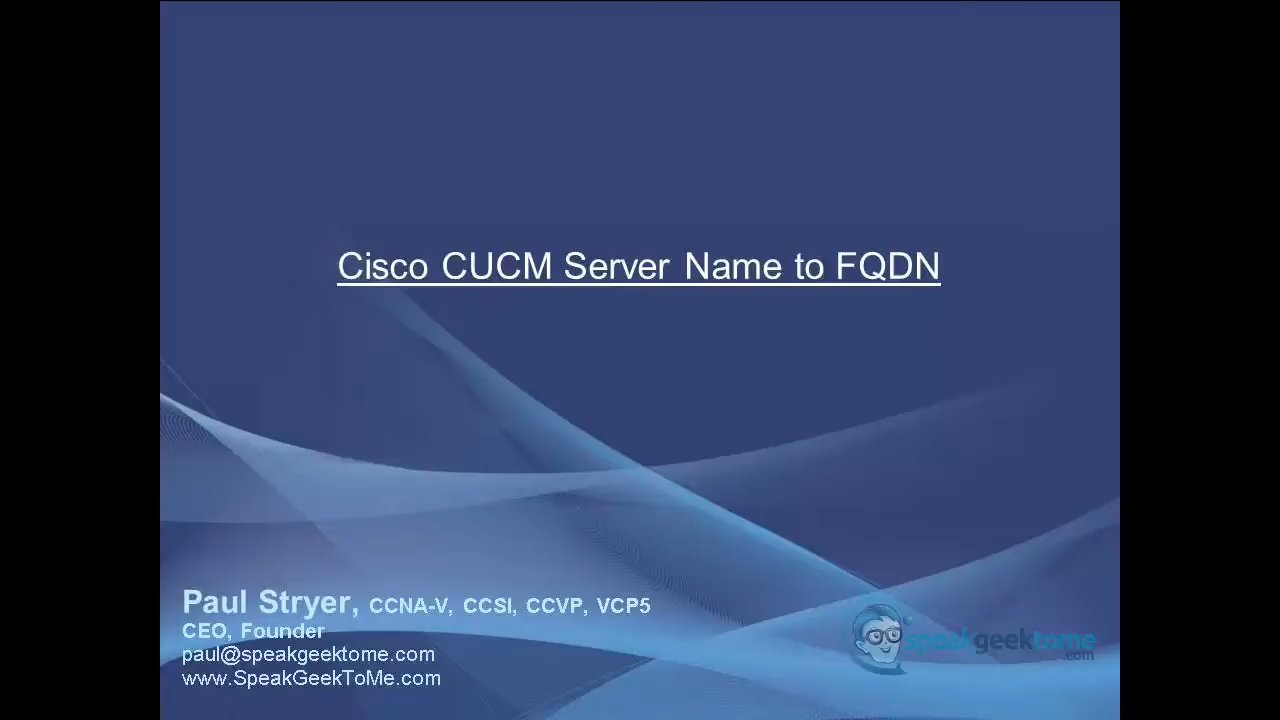 Cisco CUCM Server Name to FQDN
Paul Stryer, CCNA-V, CCSI, CCVP, VCP5
CEO, Founder
paul@speakgeektome.com
www.SpeakGeekToMe.com
speakgeektome
.com